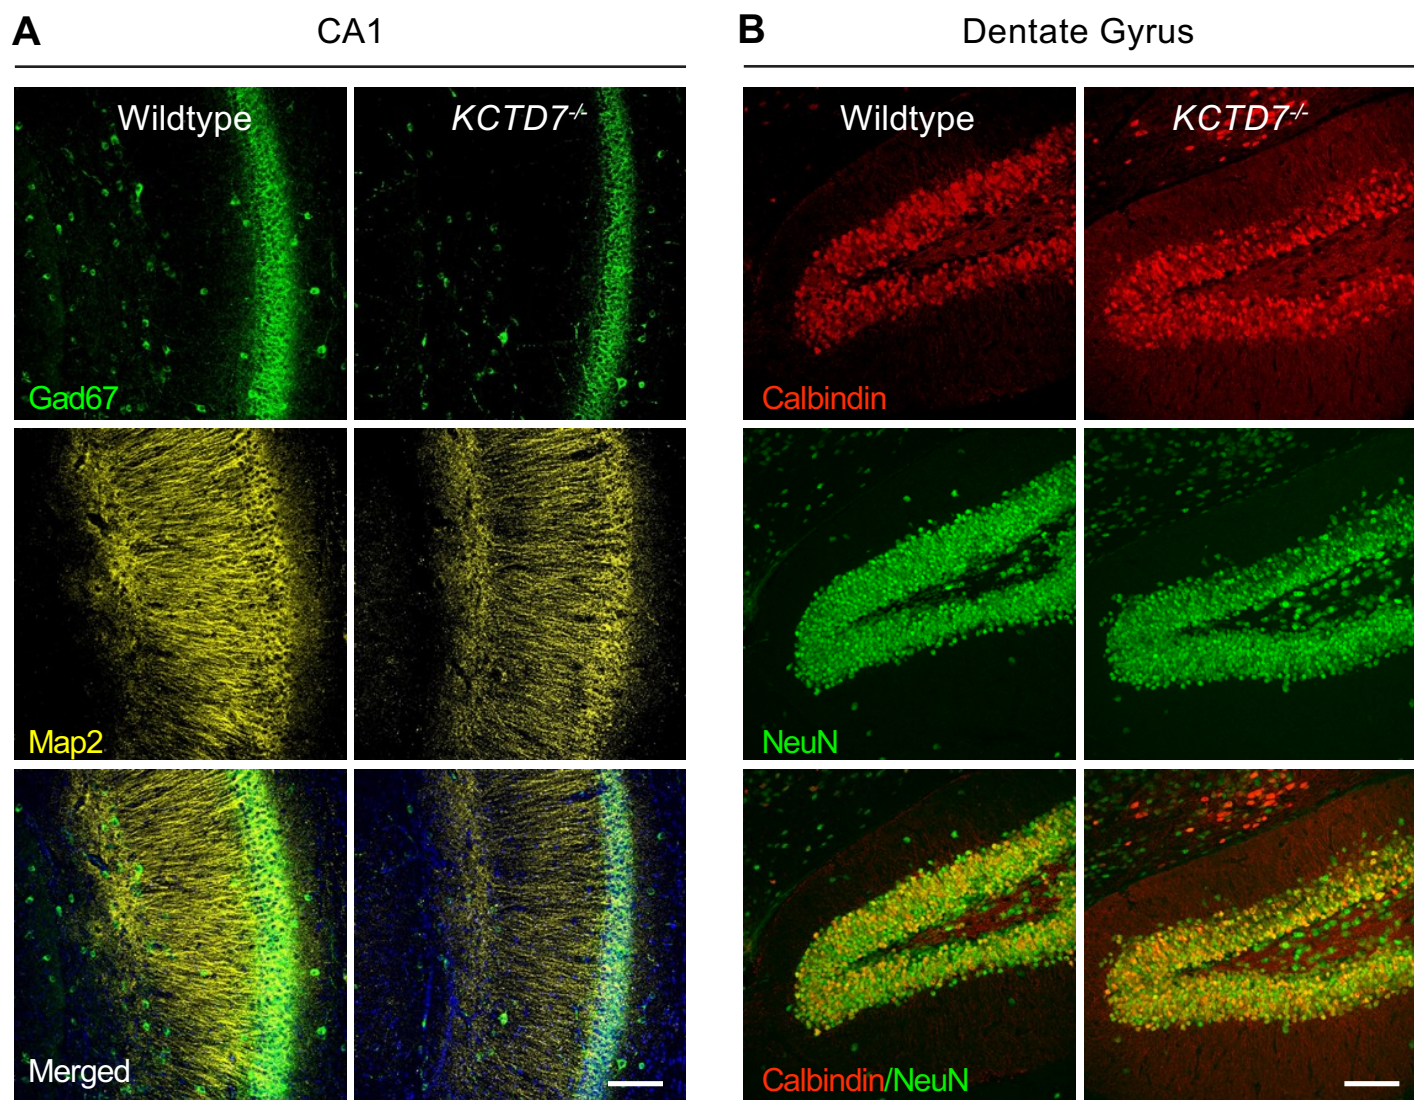 A
CA1
B
Dentate Gyrus
Wildtype
KCTD7-/-
Wildtype
KCTD7-/-
Gad67
Calbindin
Map2
NeuN
Merged
Calbindin/NeuN